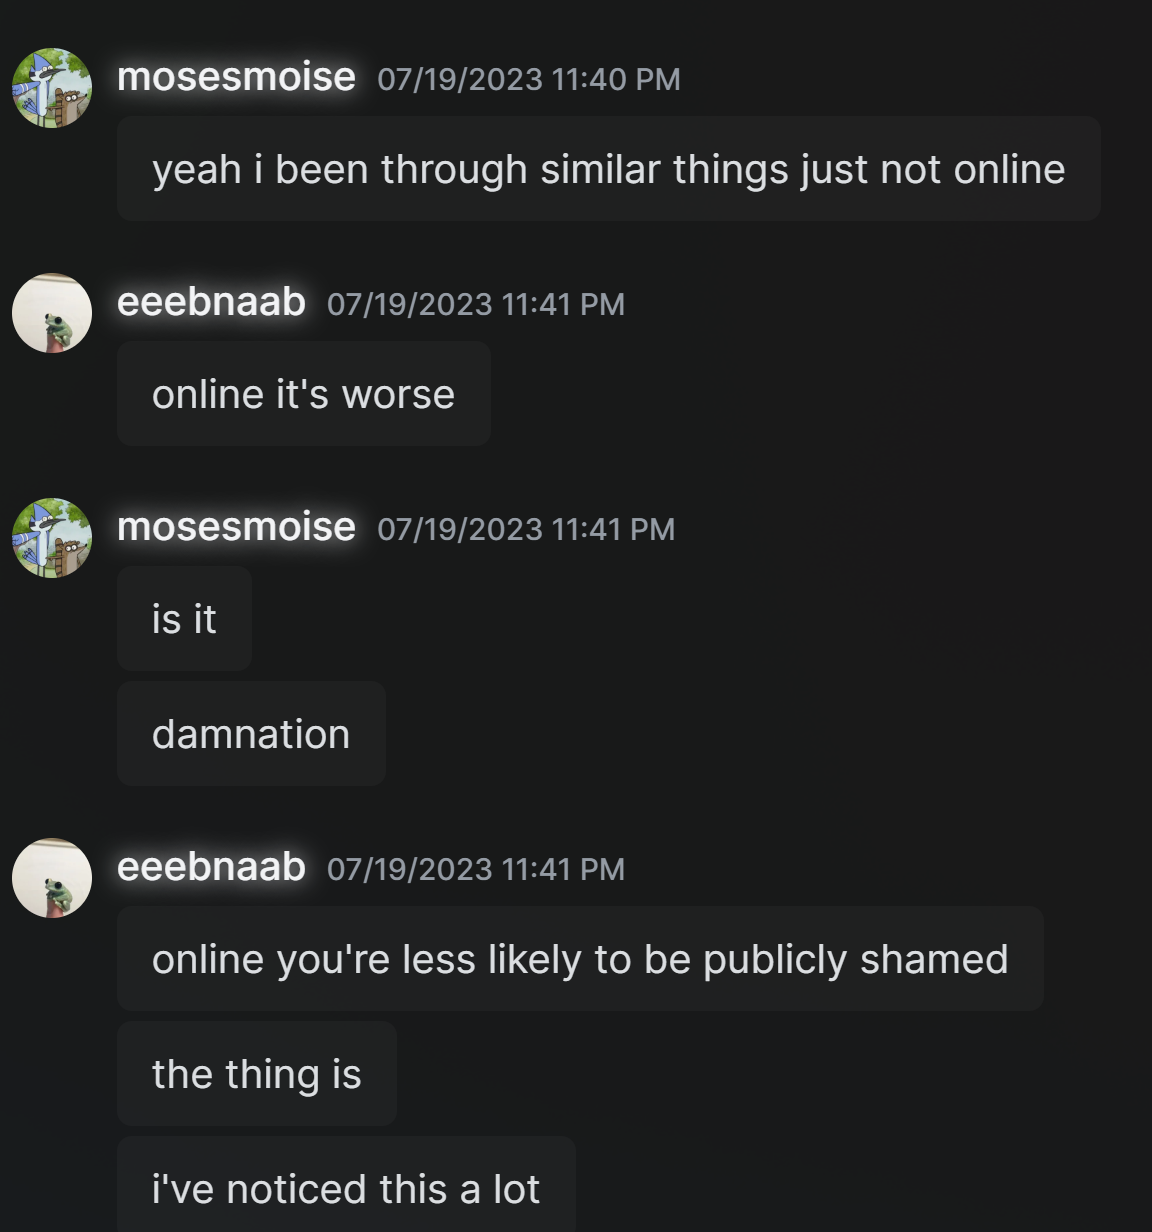 mosesmoise 07/19/2023 11:40 PM
yeah i been through similar things just not online
eeebnaab 07/19/2023 11:41 PM
online it's worse
mosesmoise 07/19/2023 11:41 PM
is it
damnation
eeebnaab 07/19/2023 11:41 PM
online you're less likely to be publicly shamed
the thing is
i've noticed this a lot